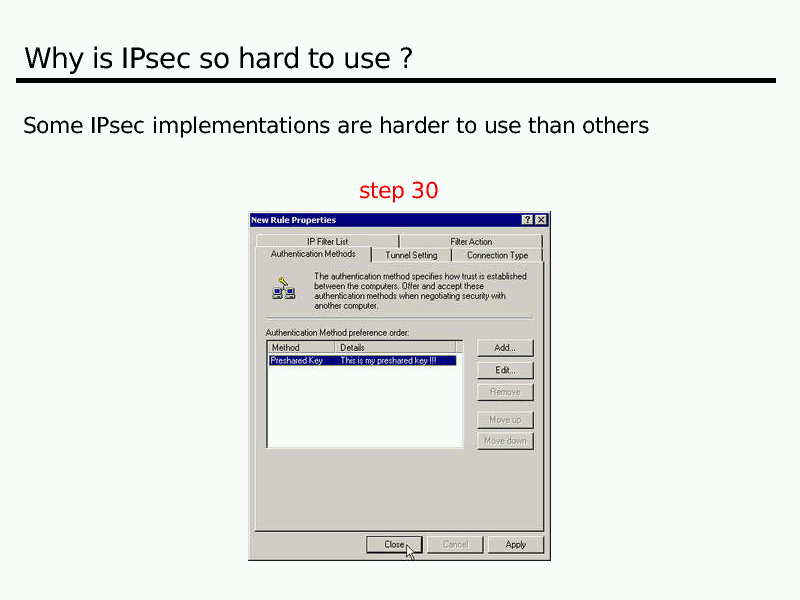 Why is IPsec so hard to use ?
Some IPsec implementations are harder to use than others
step 30
New Rule Properties
IP Filter List
Filter Action
Authentication Methods
Tunnel Setting
Connection Type
The authentication method specifies how trust is established
between the computers. Offer and accept these
authentication methods when negotiating security with
another computer.
Authentication Method preference order:
Method
Details
Preshared Key
This is my preshared key !!!
Add...
Edit...
Remove
Move up
Move down
Close
Cancel
Apply